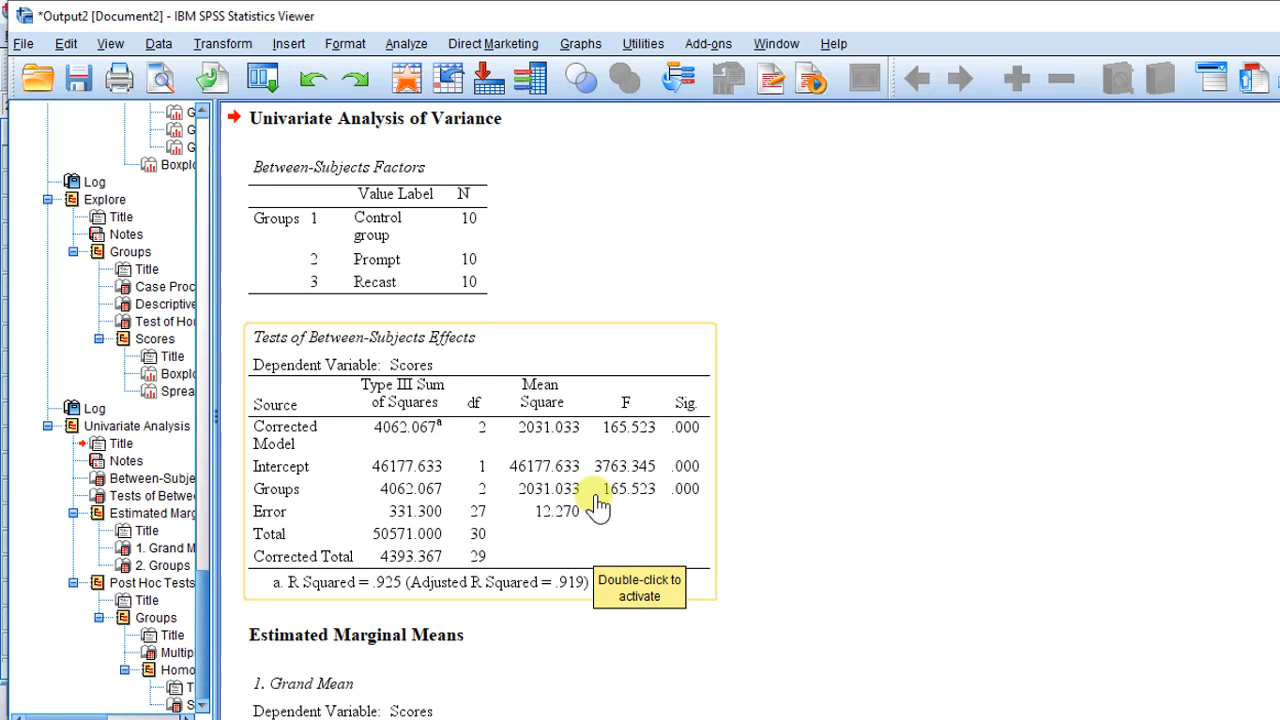 *Output2 [Document2] - IBM SPSS Statistics Viewer
File Edit View Data Transform Insert Format Analyze Direct Marketing Graphs Utilities Add-ons Window Help
G
G
G
Boxplo
Log
Explore
Title
Notes
Groups
Title
Case Proc
Descriptive
Test of Hor
Scores
Title
Boxplo
Sprea
Log
Univariate Analysis
Title
Notes
Between-Subje
Tests of Betwe
Estimated Marg
Title
1. Grand M
2. Groups
Post Hoc Tests
Title
Groups
Title
Multip
Homo
T
S
Univariate Analysis of Variance
Between-Subjects Factors
Value Label N
Groups 1 Control group 10
2 Prompt 10
3 Recast 10
Tests of Between-Subjects Effects
Dependent Variable: Scores
Source Type III Sum of Squares df Mean Square F Sig.
Corrected Model 4062.067a 2 2031.033 165.523 .000
Intercept 46177.633 1 46177.633 3763.345 .000
Groups 4062.067 2 2031.033 165.523 .000
Error 331.300 27 12.270
Total 50571.000 30
Corrected Total 4393.367 29
a. R Squared = .925 (Adjusted R Squared = .919)
Double-click to
activate
Estimated Marginal Means
1. Grand Mean
Dependent Variable: Scores